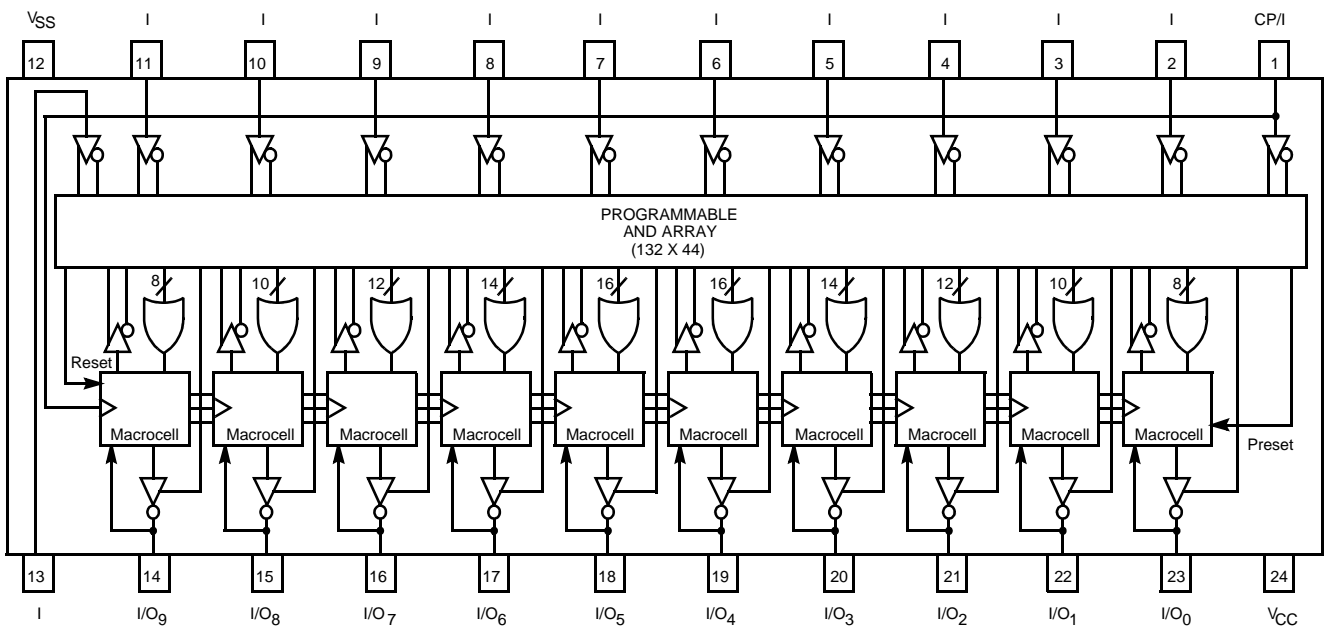 VSS I I I I I I I I I I CP/I
12 11 10 9 8 7 6 5 4 3 2 1
PROGRAMMABLE
AND ARRAY
(132 X 44)
8 10 12 14 16 16 14 12 10 8
Reset
Macrocell Macrocell Macrocell Macrocell Macrocell Macrocell Macrocell Macrocell Macrocell Macrocell
Preset
13 14 15 16 17 18 19 20 21 22 23 24
I I/O9 I/O8 I/O7 I/O6 I/O5 I/O4 I/O3 I/O2 I/O1 I/O0 VCC